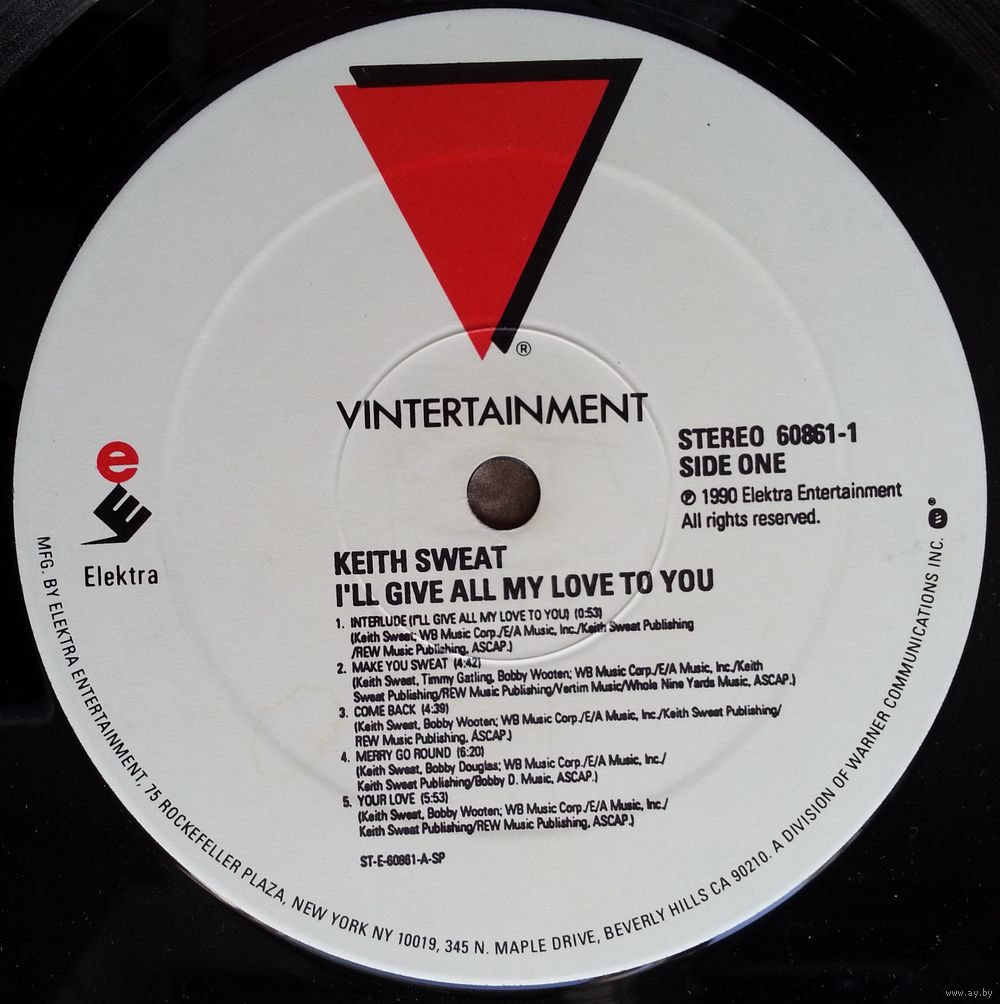 ®
VINTERTAINMENT
STEREO 60861-1
SIDE ONE
℗ 1990 Elektra Entertainment
All rights reserved.
e
E
Elektra
KEITH SWEAT
I'LL GIVE ALL MY LOVE TO YOU
1. INTERLUDE (I'LL GIVE ALL MY LOVE TO YOU) (0:53)
(Keith Sweat; WB Music Corp./E/A Music, Inc./Keith Sweat Publishing
/REW Music Publishing, ASCAP.)
2. MAKE YOU SWEAT (4:42)
(Keith Sweat, Timmy Gatling, Bobby Wooten; WB Music Corp./E/A Music, Inc./Keith
Sweat Publishing/REW Music Publishing/Vertim Music/Whole Nine Yards Music, ASCAP.)
3. COME BACK (4:39)
(Keith Sweat, Bobby Wooten; WB Music Corp./E/A Music, Inc./Keith Sweat Publishing/
REW Music Publishing, ASCAP.)
4. MERRY GO ROUND (6:20)
(Keith Sweat, Bobby Douglas; WB Music Corp./E/A Music, Inc./
Keith Sweat Publishing/Bobby D. Music, ASCAP.)
5. YOUR LOVE (5:53)
(Keith Sweat, Bobby Wooten; WB Music Corp./E/A Music, Inc./
Keith Sweat Publishing/REW Music Publishing, ASCAP.)
ST-E-60861-A-SP
MFG. BY ELEKTRA ENTERTAINMENT, 75 ROCKEFELLER PLAZA, NEW YORK NY 10019, 345 N. MAPLE DRIVE, BEVERLY HILLS CA 90210. A DIVISION OF WARNER COMMUNICATIONS INC.
www.ay.by